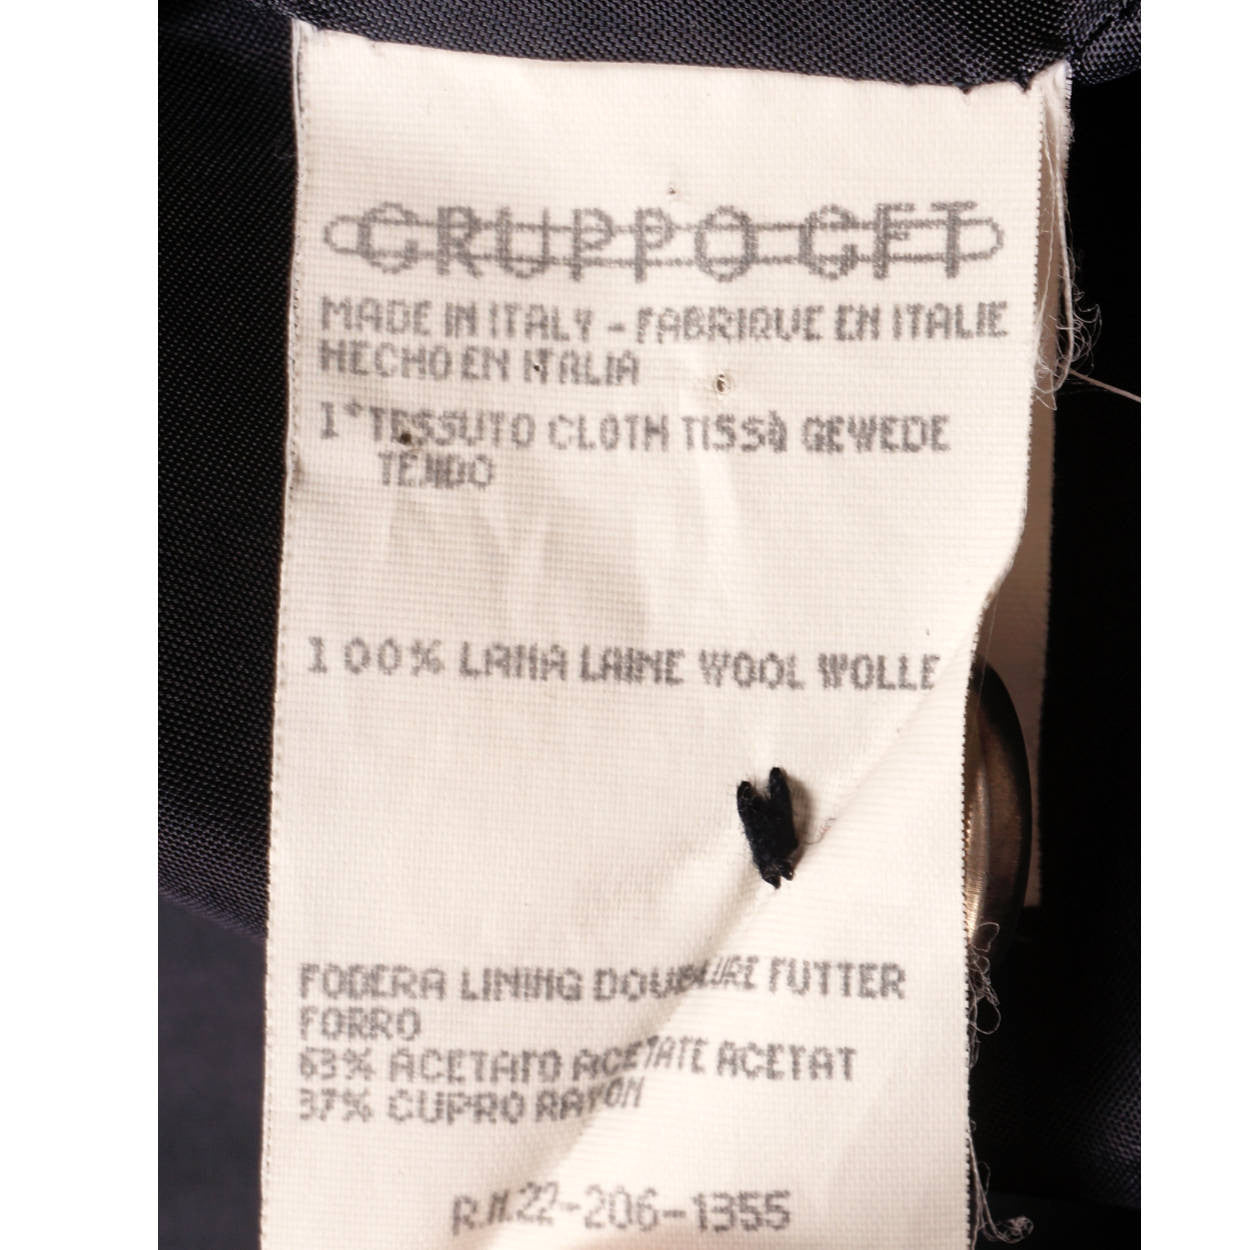 GRUPPO GFT
MADE IN ITALY - FABRIQUE EN ITALIE
HECHO EN ITALIA
1° TESSUTO CLOTH TISSÙ GEWEDE
TEJIDO
100% LANA LAINE WOOL WOLLE
FODERA LINING DOUBLURE FUTTER
FORRO
63% ACETATO ACETATE ACETAT
37% CUPRO RAYON
R.N.22-206-1355